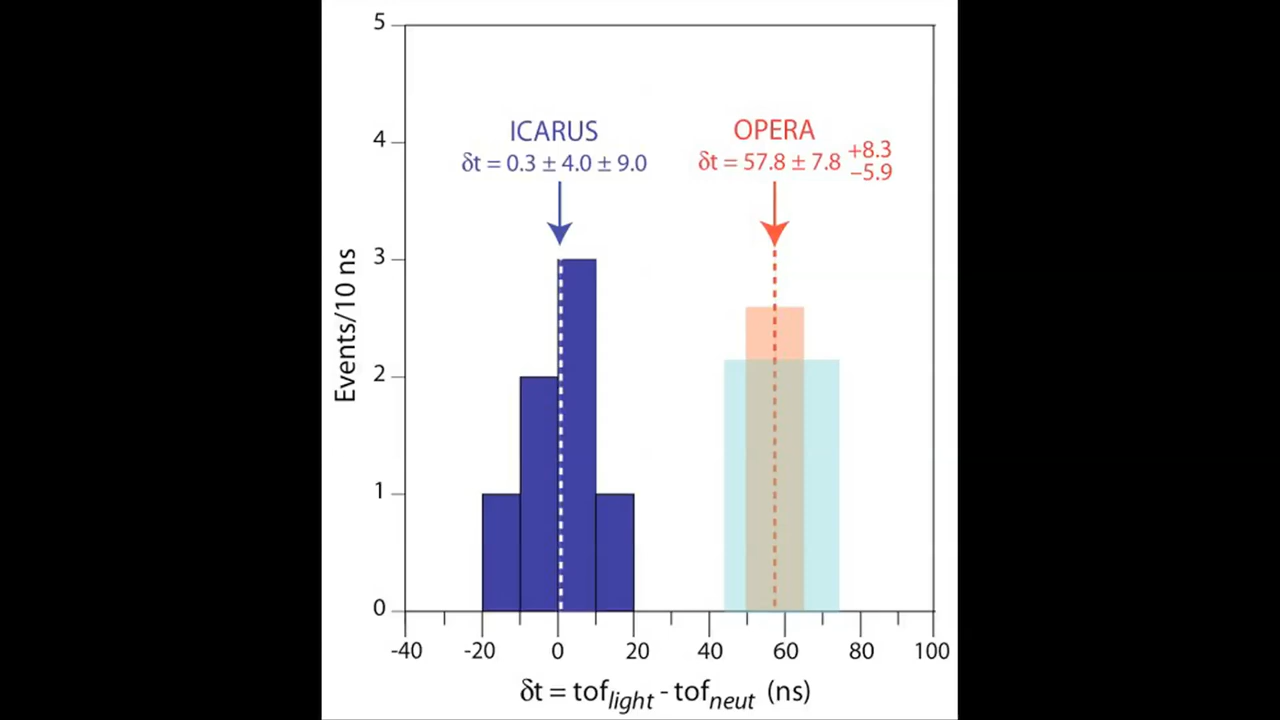 5
4
3
2
1
0
Events/10 ns
ICARUS
δt = 0.3 ± 4.0 ± 9.0
OPERA
δt = 57.8 ± 7.8 +8.3
−5.9
-40 -20 0 20 40 60 80 100
δt = tof_light - tof_neut (ns)